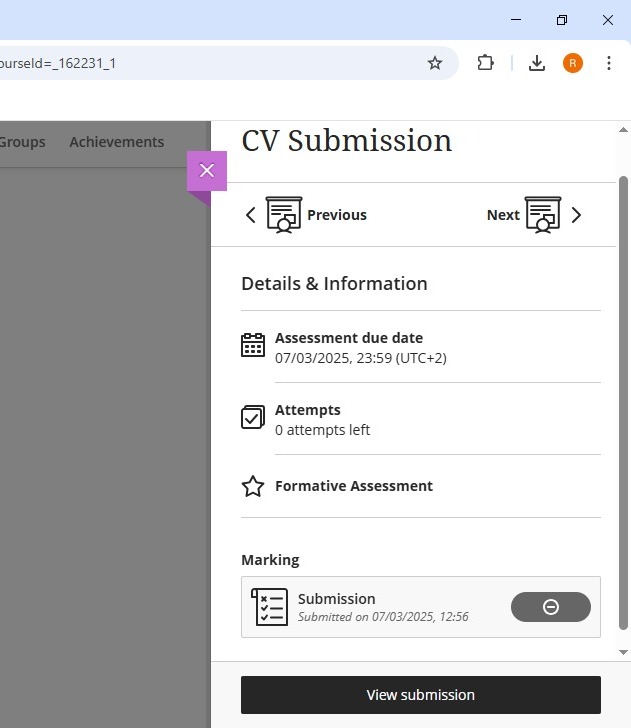 ourseId=_162231_1
R
Groups
Achievements
CV Submission
Previous
Next
Details & Information
Assessment due date
07/03/2025, 23:59 (UTC+2)
Attempts
0 attempts left
Formative Assessment
Marking
Submission
Submitted on 07/03/2025, 12:56
View submission